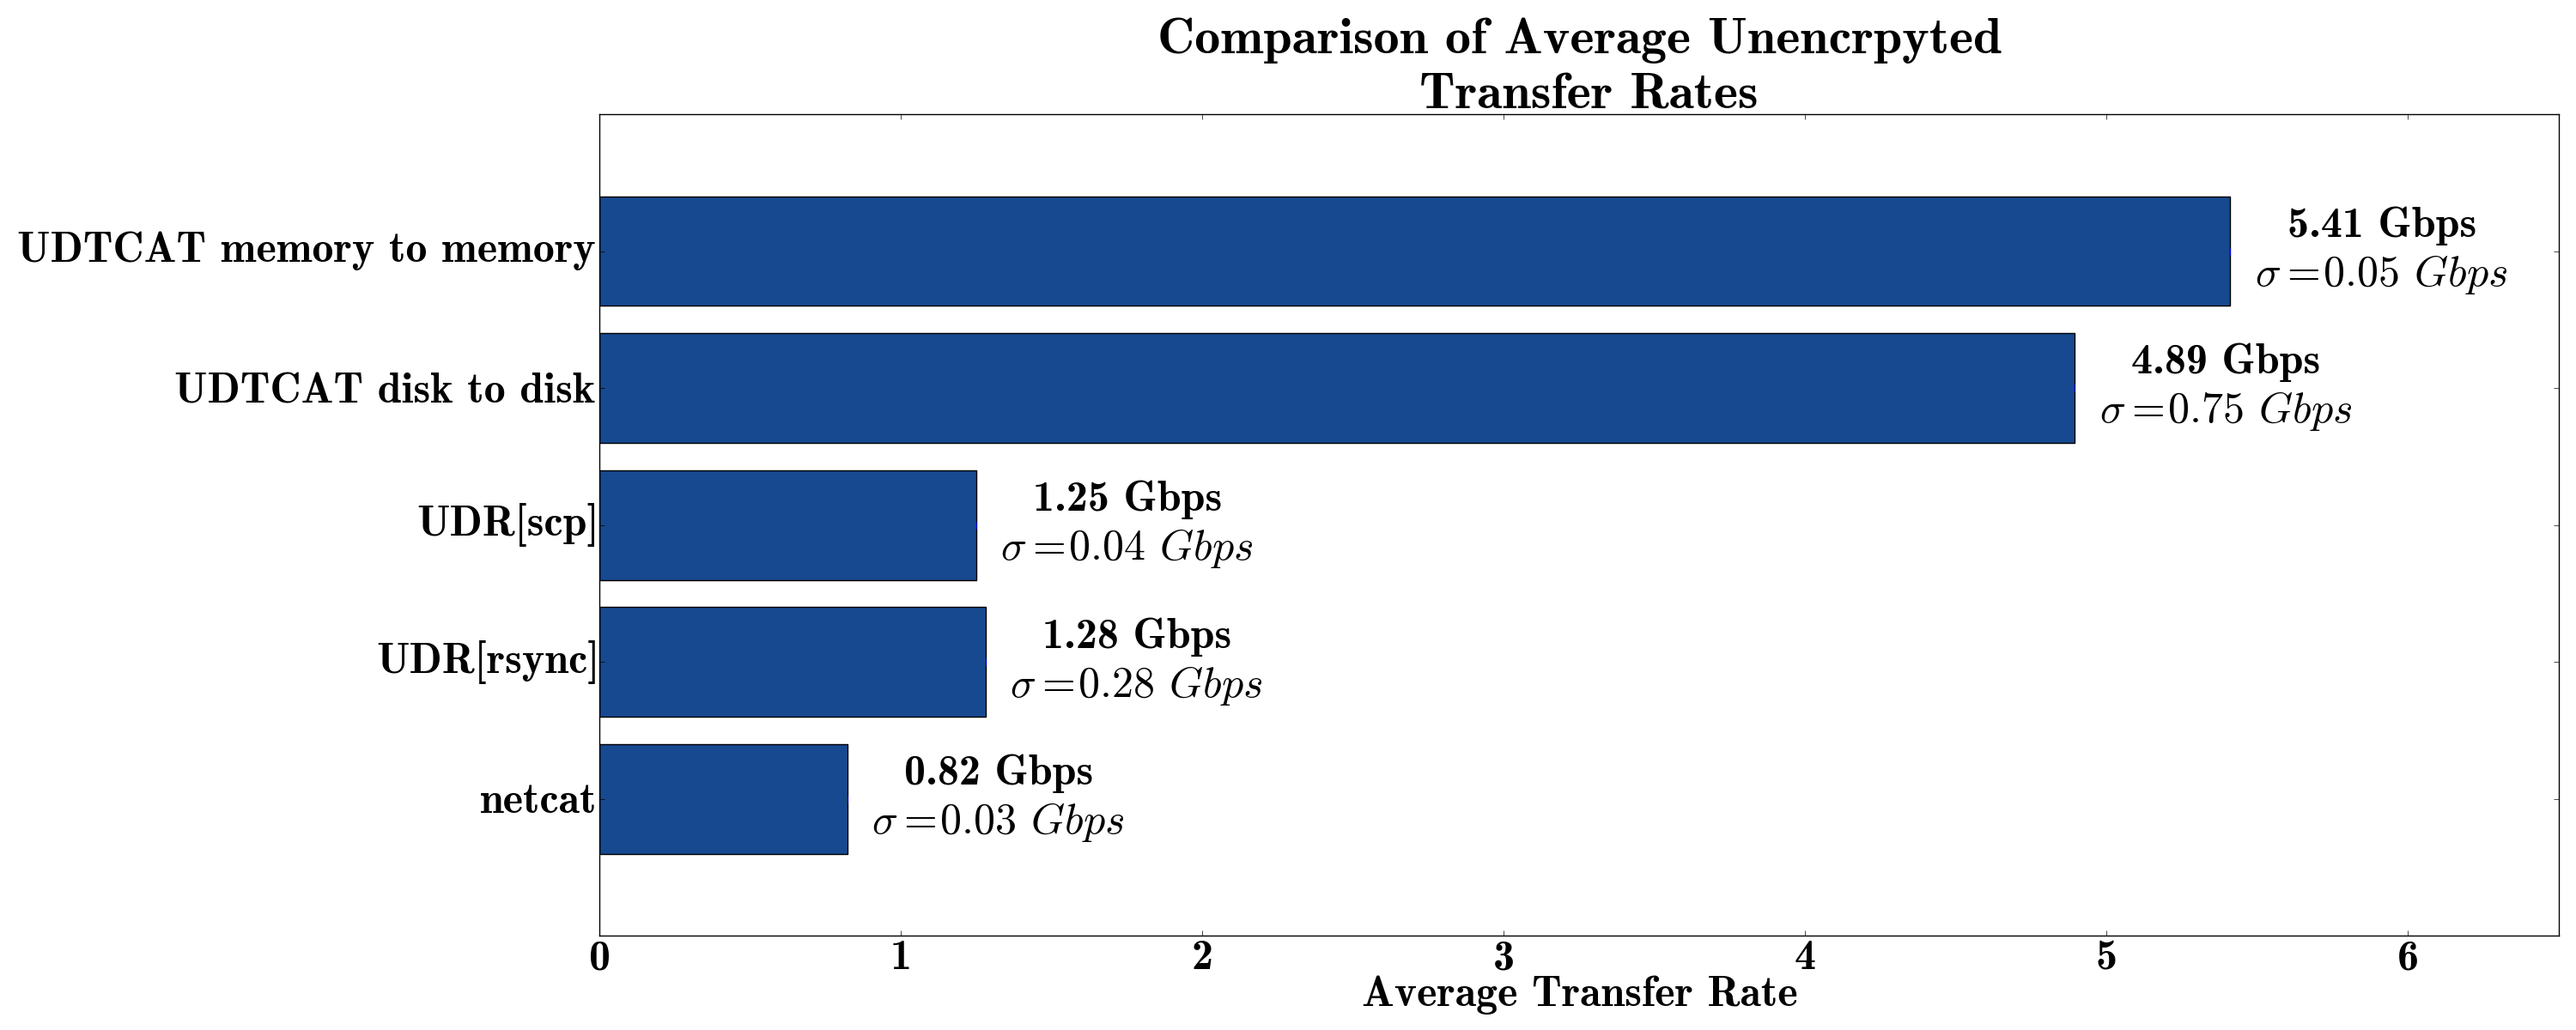 Comparison of Average Unencrpyted
Transfer Rates
UDTCAT memory to memory
5.41 Gbps
σ=0.05 Gbps
UDTCAT disk to disk
4.89 Gbps
σ=0.75 Gbps
UDR[scp]
1.25 Gbps
σ=0.04 Gbps
UDR[rsync]
1.28 Gbps
σ=0.28 Gbps
netcat
0.82 Gbps
σ=0.03 Gbps
0 1 2 3 4 5 6
Average Transfer Rate